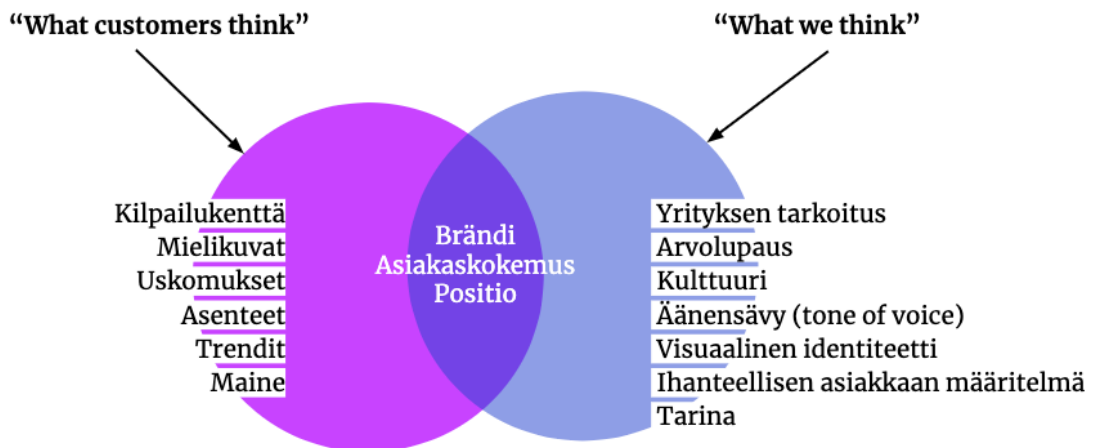 “What customers think”
“What we think”
Kilpailukenttä
Mielikuvat
Uskomukset
Asenteet
Trendit
Maine
Brändi
Asiakaskokemus
Positio
Yrityksen tarkoitus
Arvolupaus
Kulttuuri
Äänensävy (tone of voice)
Visuaalinen identiteetti
Ihanteellisen asiakkaan määritelmä
Tarina